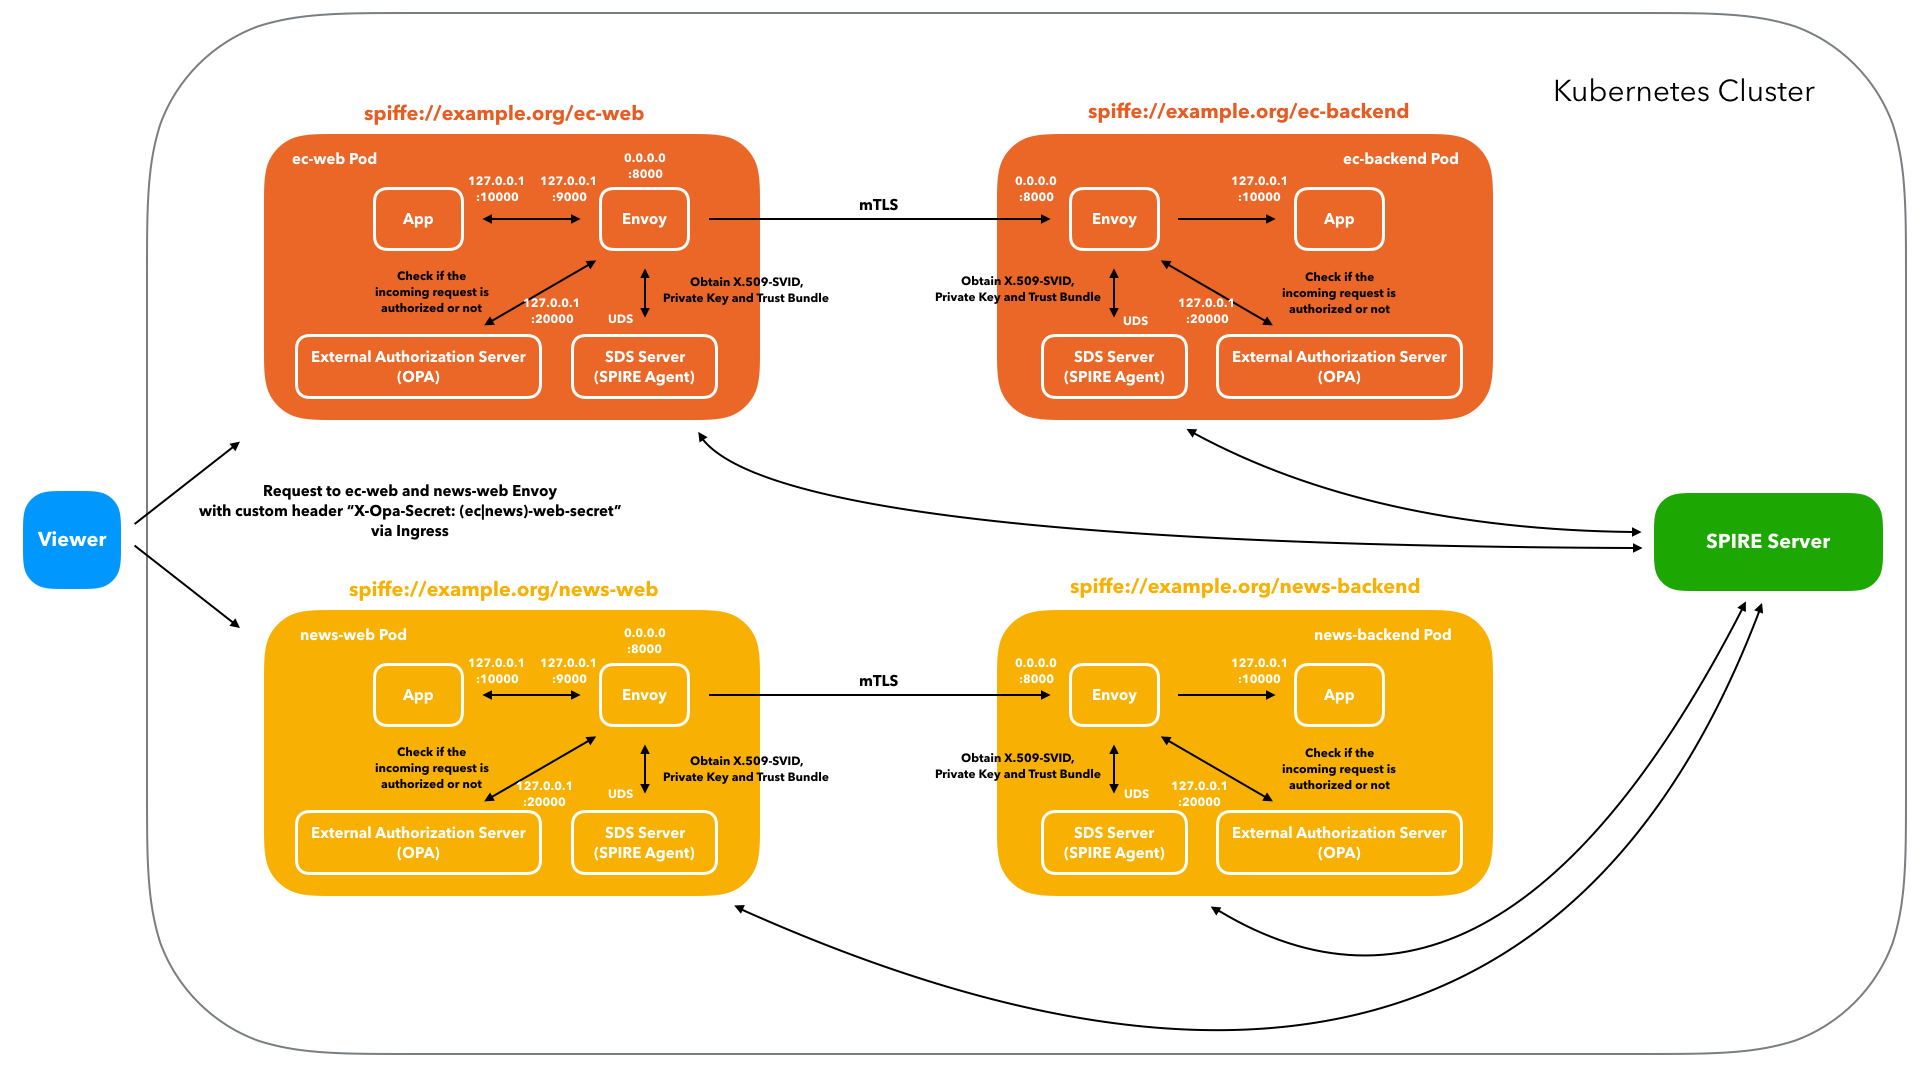 Kubernetes Cluster
spiffe://example.org/ec-web
ec-web Pod
0.0.0.0
:8000
127.0.0.1
:10000
127.0.0.1
:9000
App
Envoy
Check if the
incoming request is
authorized or not
127.0.0.1
:20000
UDS
Obtain X.509-SVID,
Private Key and Trust Bundle
External Authorization Server
(OPA)
SDS Server
(SPIRE Agent)
mTLS
spiffe://example.org/ec-backend
ec-backend Pod
0.0.0.0
:8000
127.0.0.1
:10000
Envoy
App
Obtain X.509-SVID,
Private Key and Trust Bundle
UDS
127.0.0.1
:20000
Check if the
incoming request is
authorized or not
SDS Server
(SPIRE Agent)
External Authorization Server
(OPA)
Viewer
Request to ec-web and news-web Envoy
with custom header “X-Opa-Secret: (ec|news)-web-secret”
via Ingress
SPIRE Server
spiffe://example.org/news-web
news-web Pod
0.0.0.0
:8000
127.0.0.1
:10000
127.0.0.1
:9000
App
Envoy
Check if the
incoming request is
authorized or not
127.0.0.1
:20000
UDS
Obtain X.509-SVID,
Private Key and Trust Bundle
External Authorization Server
(OPA)
SDS Server
(SPIRE Agent)
mTLS
spiffe://example.org/news-backend
news-backend Pod
0.0.0.0
:8000
127.0.0.1
:10000
Envoy
App
Obtain X.509-SVID,
Private Key and Trust Bundle
UDS
127.0.0.1
:20000
Check if the
incoming request is
authorized or not
SDS Server
(SPIRE Agent)
External Authorization Server
(OPA)